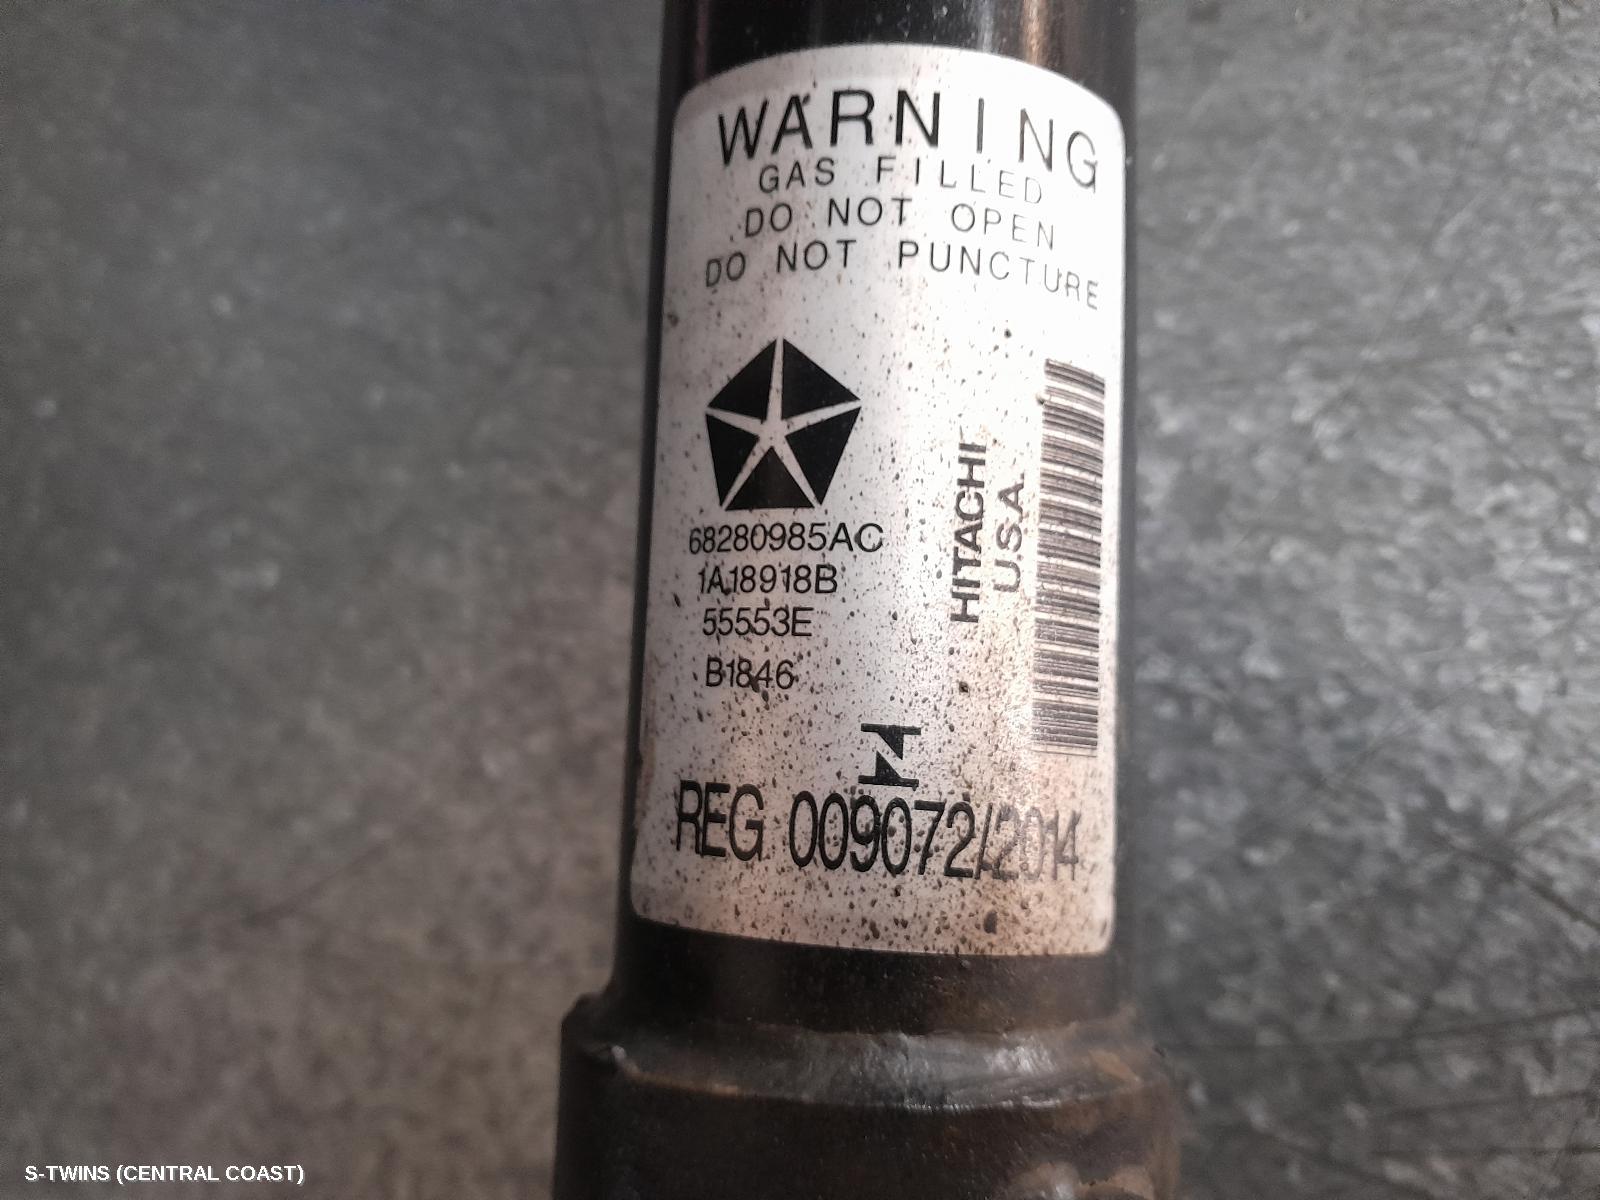 WARNING
GAS FILLED
DO NOT OPEN
DO NOT PUNCTURE
68280985AC
1A18918B
55553E
B1846
HITACHI
U.S.A.
REG 009072/2014
S-TWINS (CENTRAL COAST)